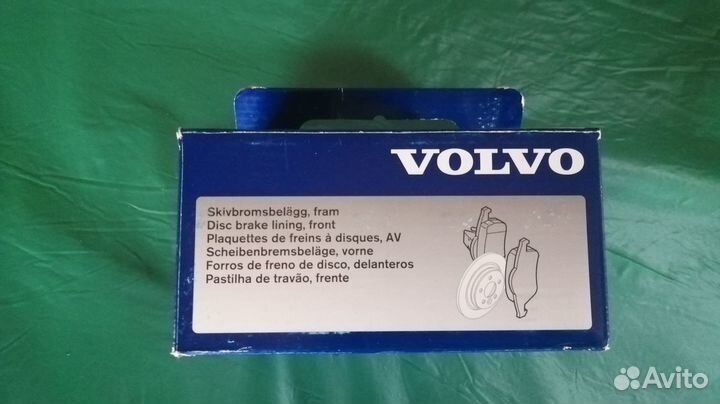 VOLVO
Skivbromsbelägg, fram
Disc brake lining, front
Plaquettes de freins à disques, AV
Scheibenbremsbeläge, vorne
Forros de freno de disco, delanteros
Pastilha de travão, frente
Avito